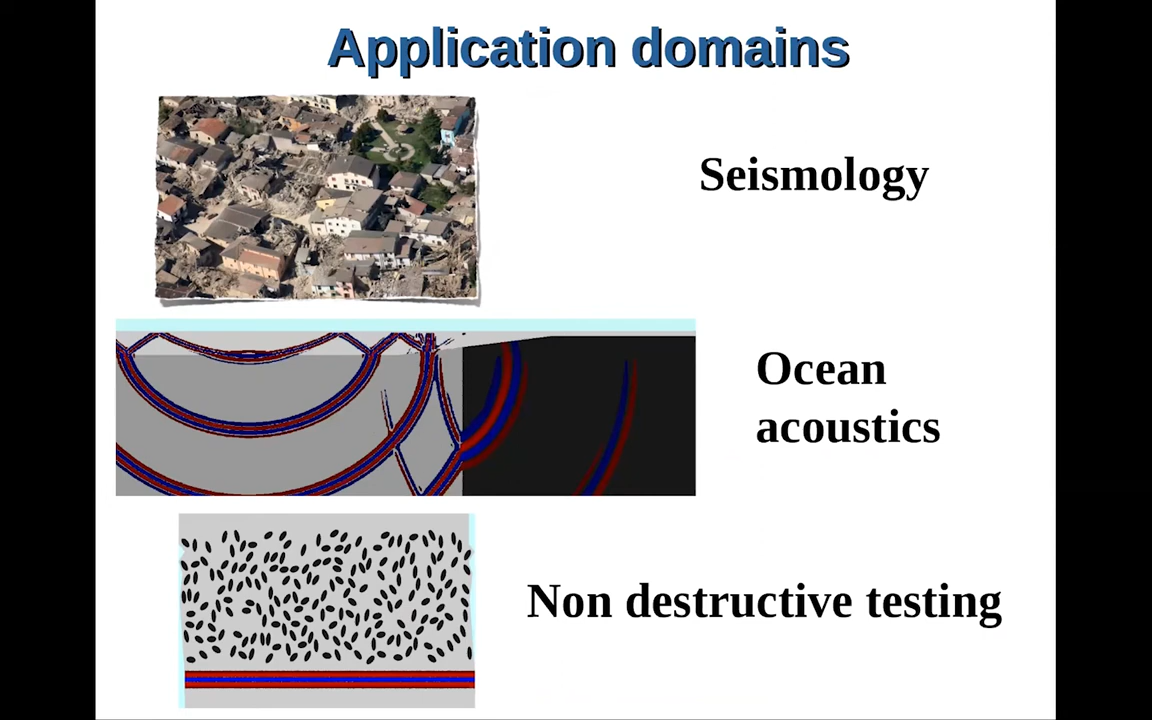 Application domains
Seismology
Ocean
acoustics
Non destructive testing